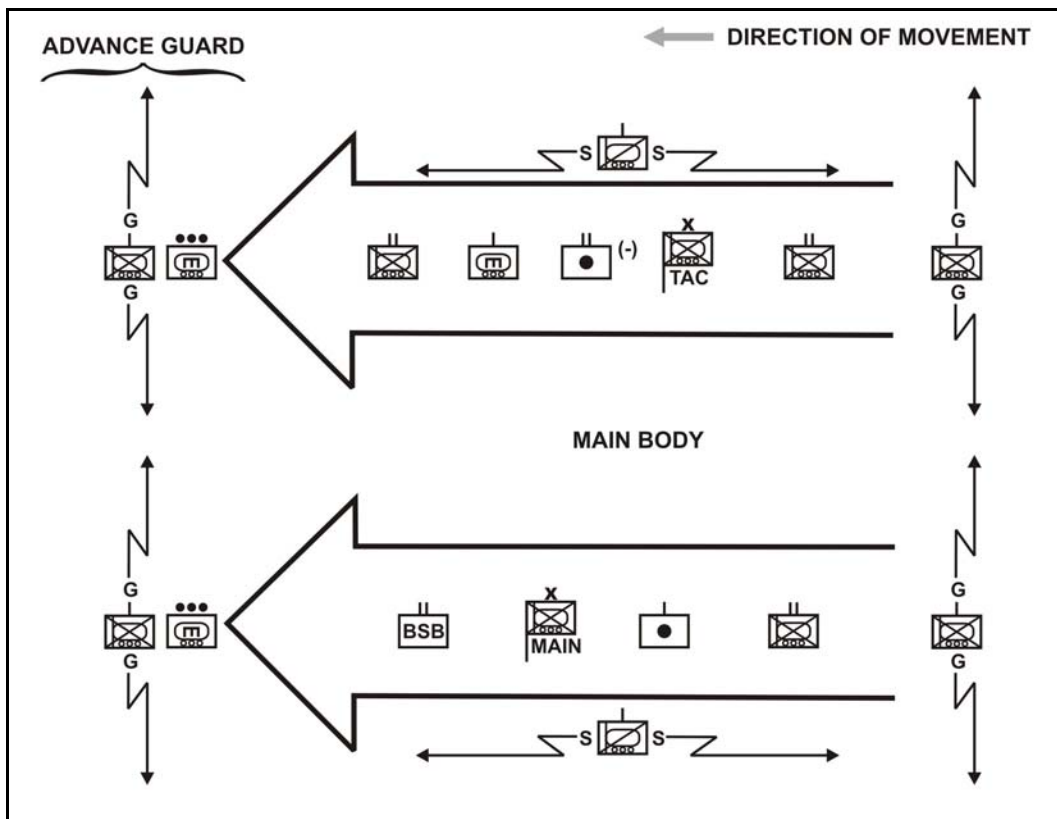 ADVANCE GUARD
DIRECTION OF MOVEMENT
S S
G G
E (-) X
TAC
G G
MAIN BODY
G G
E BSB X
MAIN
G G
S S